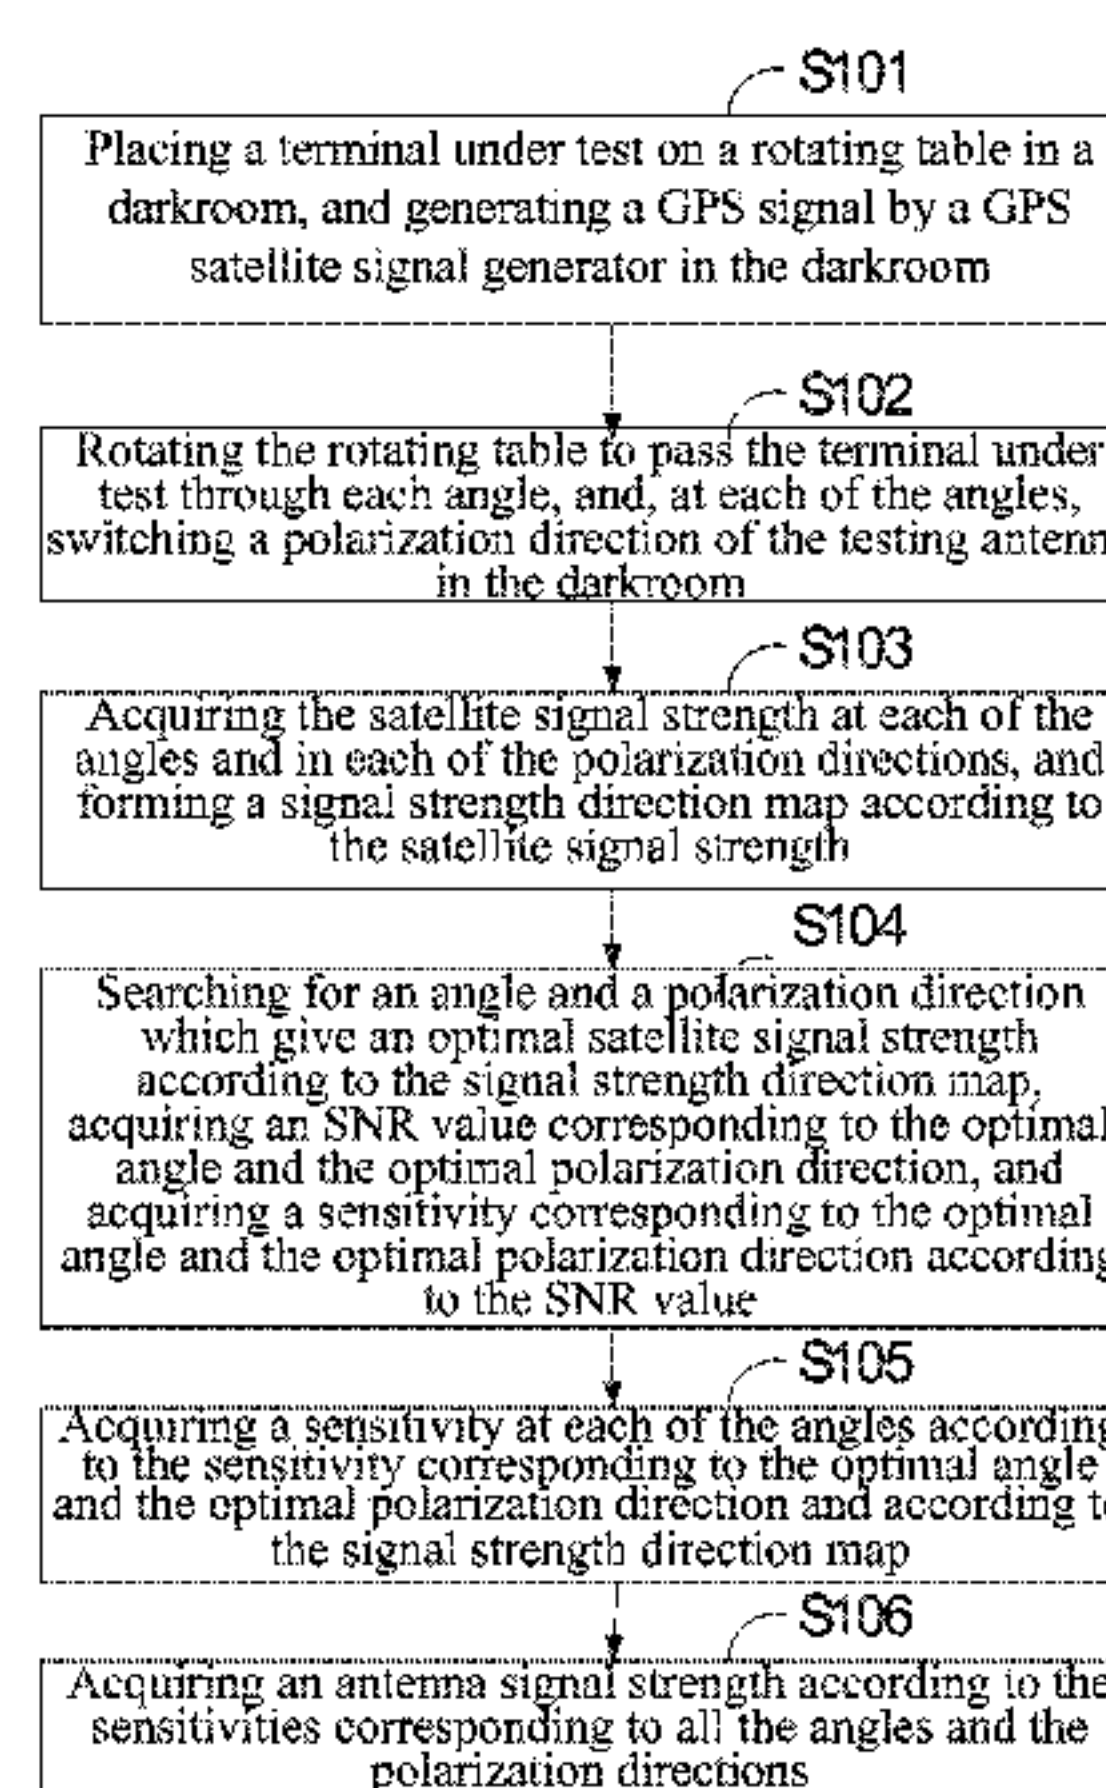 S101
Placing a terminal under test on a rotating table in a
darkroom, and generating a GPS signal by a GPS
satellite signal generator in the darkroom
S102
Rotating the rotating table to pass the terminal under
test through each angle, and, at each of the angles,
switching a polarization direction of the testing antenn
in the darkroom
S103
Acquiring the satellite signal strength at each of the
angles and in each of the polarization directions, and
forming a signal strength direction map according to
the satellite signal strength
S104
Searching for an angle and a polarization direction
which give an optimal satellite signal strength
according to the signal strength direction map,
acquiring an SNR value corresponding to the optimal
angle and the optimal polarization direction, and
acquiring a sensitivity corresponding to the optimal
angle and the optimal polarization direction according
to the SNR value
S105
Acquiring a sensitivity at each of the angles according
to the sensitivity corresponding to the optimal angle
and the optimal polarization direction and according to
the signal strength direction map
S106
Acquiring an antenna signal strength according to the
sensitivities corresponding to all the angles and the
polarization directions